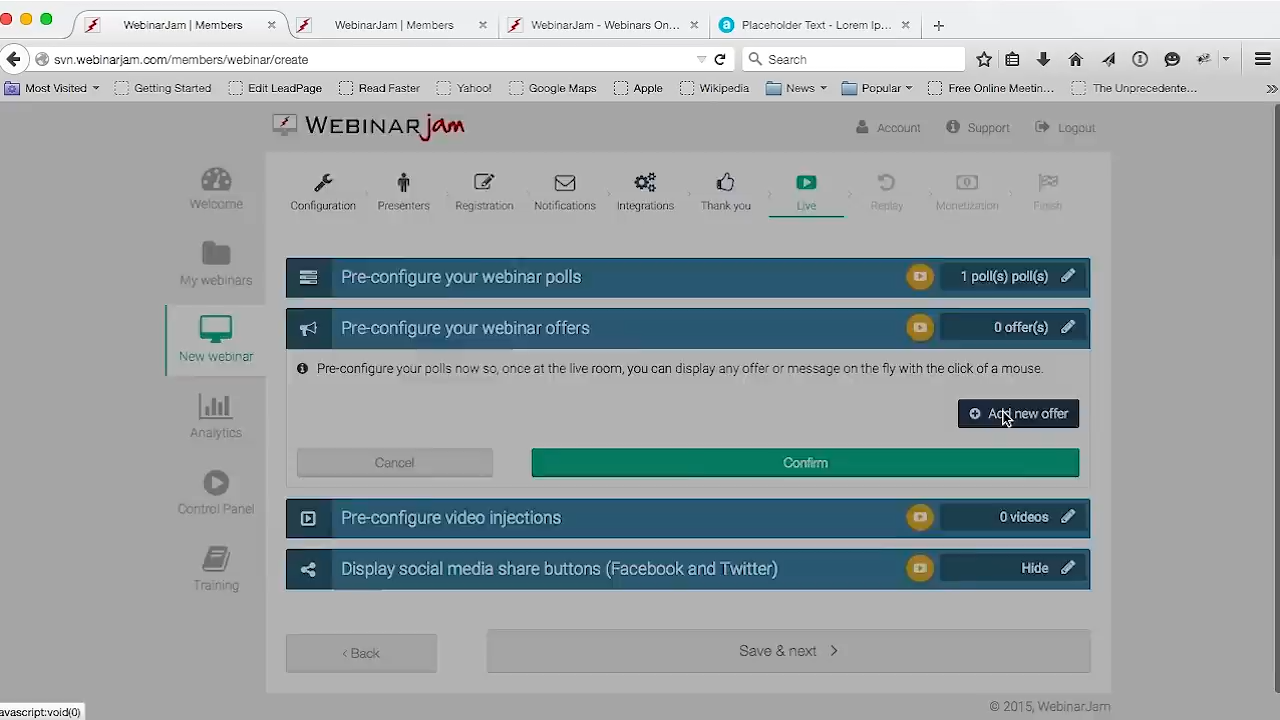 WebinarJam | Members
WebinarJam | Members
WebinarJam - Webinars On...
Placeholder Text - Lorem Ips...
svn.webinarjam.com/members/webinar/create
Search
Most Visited
Getting Started
Edit LeadPage
Read Faster
Yahoo!
Google Maps
Apple
Wikipedia
News
Popular
Free Online Meetin...
The Unprecedente...
WEBINARjam
Account
Support
Logout
Welcome
My webinars
New webinar
Analytics
Control Panel
Training
Configuration
Presenters
Registration
Notifications
Integrations
Thank you
Live
Replay
Monetization
Finish
Pre-configure your webinar polls
1 poll(s) poll(s)
Pre-configure your webinar offers
0 offer(s)
Pre-configure your polls now so, once at the live room, you can display any offer or message on the fly with the click of a mouse.
Add new offer
Cancel
Confirm
Pre-configure video injections
0 videos
Display social media share buttons (Facebook and Twitter)
Hide
‹ Back
Save & next
© 2015, WebinarJam
avascript:void(0)